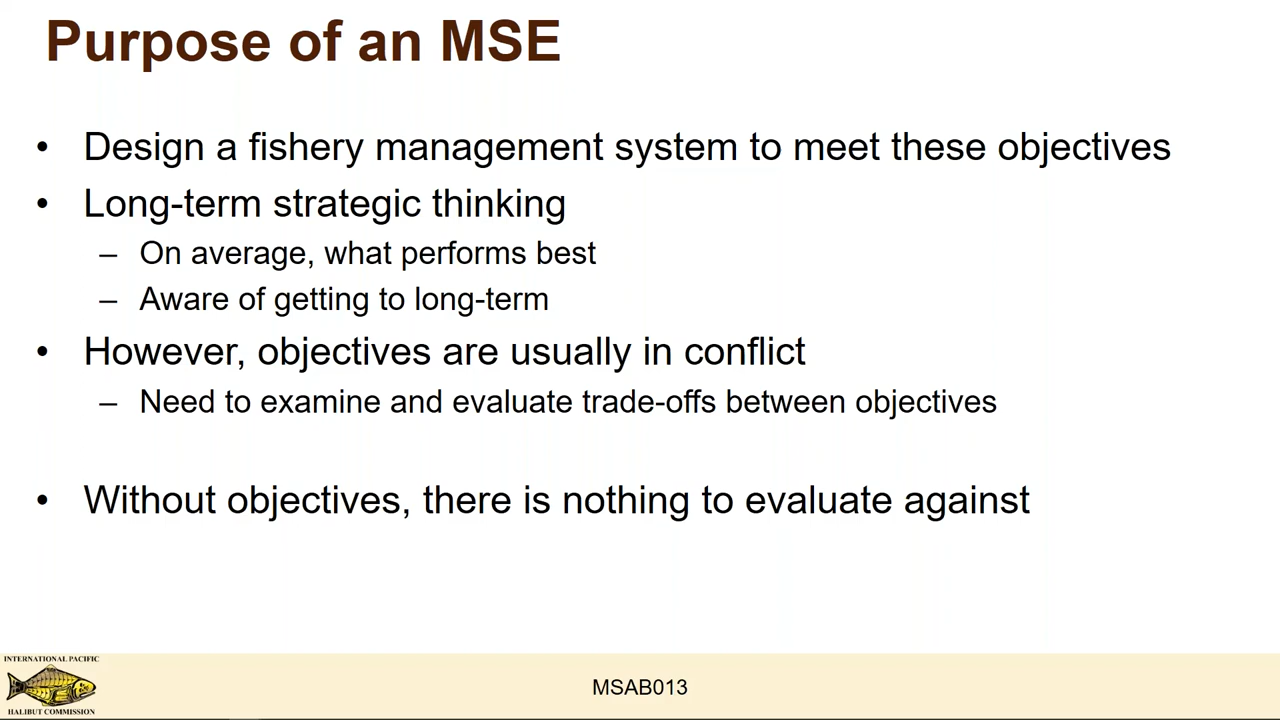 Purpose of an MSE
• Design a fishery management system to meet these objectives
• Long-term strategic thinking
– On average, what performs best
– Aware of getting to long-term
• However, objectives are usually in conflict
– Need to examine and evaluate trade-offs between objectives
• Without objectives, there is nothing to evaluate against
INTERNATIONAL PACIFIC
HALIBUT COMMISSION
MSAB013